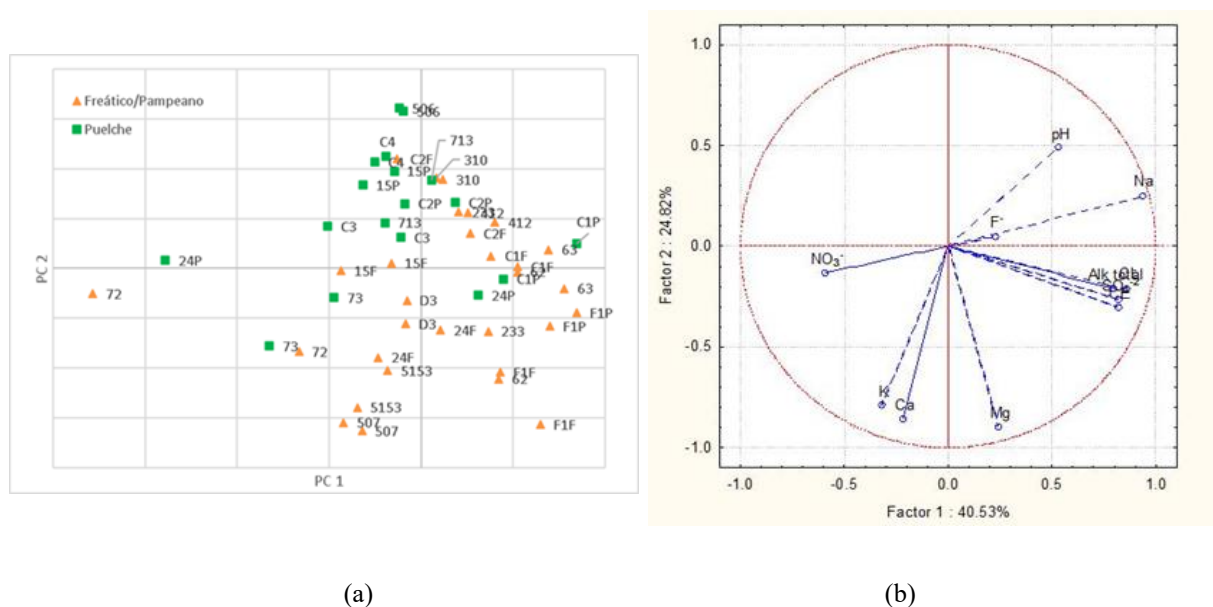 Freático/Pampeano
Puelche
506
506
C4
713
C2F
310
C4
15P
310
15P
C2P
C2P
412
C1P
C3
713
412
C2F
C3
63
24P
C1F
15F
C1F
15F
62
C1P
72
73
D3
24P
63
F1P
D3
24F
233
F1P
73
72
24F
5153
F1F
62
5153
507
507
F1F
PC 2
PC 1
(a)
1.0
0.5
0.0
-0.5
-1.0
pH
Na
F-
NO3-
Alk total
K
Ca
Mg
-1.0
-0.5
0.0
0.5
1.0
Factor 2 : 24.82%
Factor 1 : 40.53%
(b)